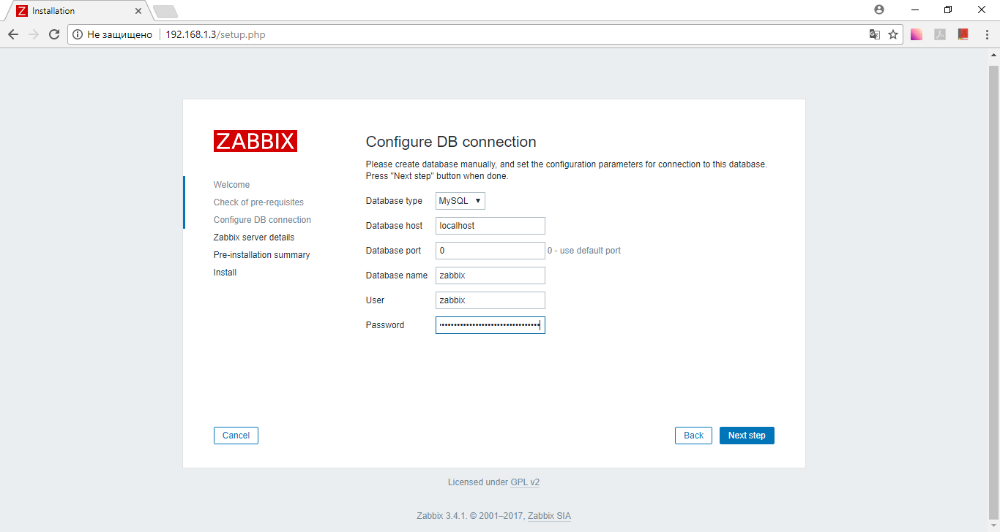 Installation
Не защищено
192.168.1.3/setup.php
ZABBIX
Welcome
Check of pre-requisites
Configure DB connection
Zabbix server details
Pre-installation summary
Install
Configure DB connection
Please create database manually, and set the configuration parameters for connection to this database.
Press "Next step" button when done.
Database type MySQL
Database host localhost
Database port 0 0 - use default port
Database name zabbix
User zabbix
Password
Cancel
Back
Next step
Licensed under GPL v2
Zabbix 3.4.1. © 2001–2017, Zabbix SIA